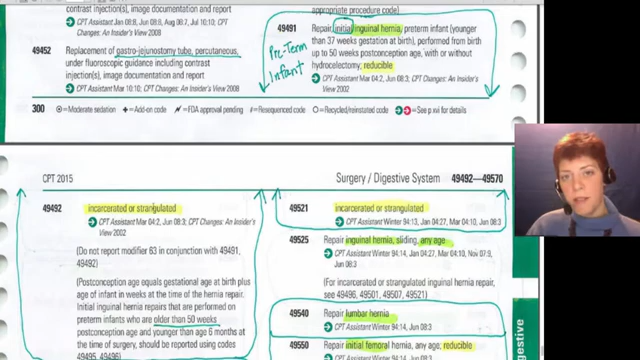 contrast injection(s), image documentation
and report
CPT Assistant Jan 08:8, Jun 08:8, Aug 08:7, Jul 10:10; CPT
Changes: An Insider's View 2008
49452 Replacement of gastro-jejunostomy tube, percutaneous,
under fluoroscopic guidance including contrast
injection(s), image documentation and report
CPT Assistant Mar 10:10; CPT Changes: An Insider's View 2008
appropriate procedure code)
49491 Repair, initial inguinal hernia, preterm infant (younger
than 37 weeks gestation at birth), performed from birth
up to 50 weeks postconception age, with or without
hydrocelectomy; reducible
CPT Assistant Mar 04:2, Jun 08:3; CPT Changes: An Insider's View
2002
Pre-Term
Infant
300 =Moderate sedation +=Add-on code =FDA approval pending #=Resequenced code =Recycled/reinstated code =See p.xvi for details
CPT 2015
Surgery / Digestive System 49492—49570
49492 incarcerated or strangulated
CPT Assistant Mar 04:2, Jun 08:3; CPT Changes: An Insider's
View 2002
(Do not report modifier 63 in conjunction with 49491,
49492)
(Postconception age equals gestational age at birth plus
age of infant in weeks at the time of the hernia repair.
Initial inguinal hernia repairs that are performed on
preterm infants who are older than 50 weeks
postconception age and younger than age 6 months at
the time of surgery, should be reported using codes
49495, 49496)
49521 incarcerated or strangulated
CPT Assistant Winter 94:13, Jan 04:27, Mar 04:10, Jun 08:3
49525 Repair inguinal hernia, sliding, any age
CPT Assistant Winter 94:14, Jan 04:27, Mar 04:10, Nov 07:9,
Jun 08:3
(For incarcerated or strangulated inguinal hernia repair,
see 49496, 49501, 49507, 49521)
49540 Repair lumbar hernia
CPT Assistant Winter 94:14, Jun 08:3
49550 Repair initial femoral hernia, any age; reducible
CPT Assistant Winter 94:14, Jun 08:3